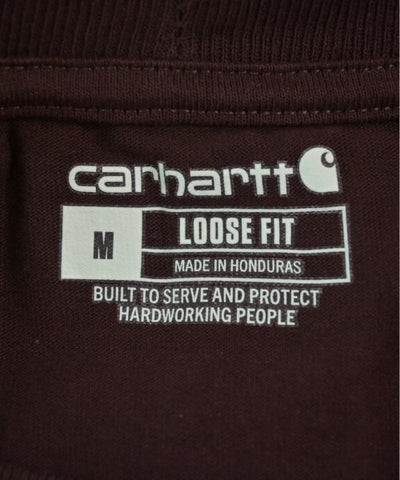 carhartt
M
LOOSE FIT
MADE IN HONDURAS
BUILT TO SERVE AND PROTECT
HARDWORKING PEOPLE